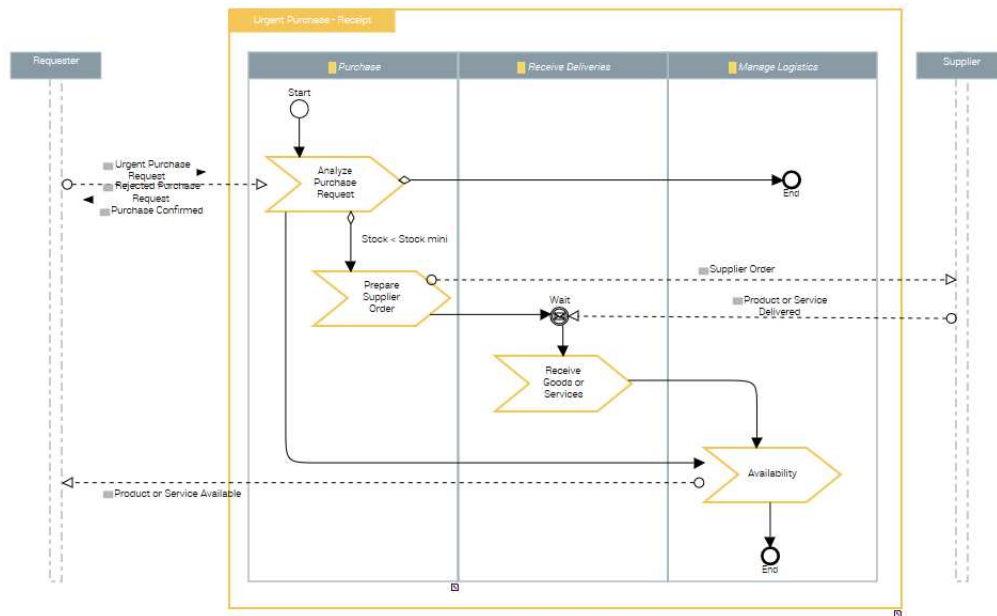 Urgent Purchase - Receipt
Requester
Purchase
Receive Deliveries
Manage Logistics
Supplier
Start
Urgent Purchase
Request
Rejected Purchase
Request
Purchase Confirmed
Analyze
Purchase
Request
End
Stock < Stock mini
Supplier Order
Prepare
Supplier
Order
Wait
Product or Service
Delivered
Receive
Goods or
Services
Availability
Product or Service Available
End